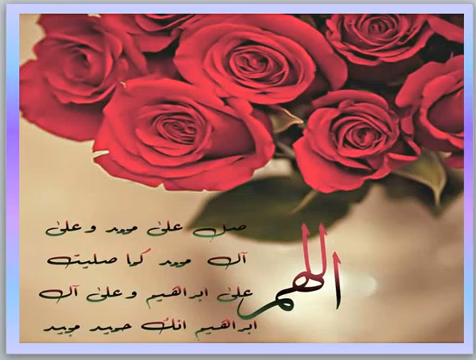 اللهم
صل على محمد وعلى
آل محمد كما صليت
على ابراهيم وعلى آل
ابراهيم انك حميد مجيد